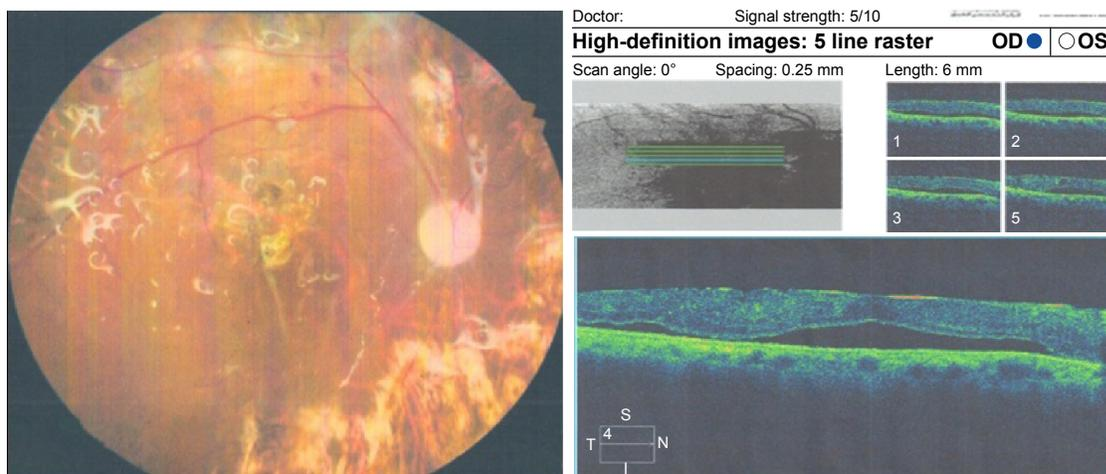 Doctor: Signal strength: 5/10
High-definition images: 5 line raster OD OS
Scan angle: 0° Spacing: 0.25 mm Length: 6 mm
1 2
3 5
S
4
T N
I